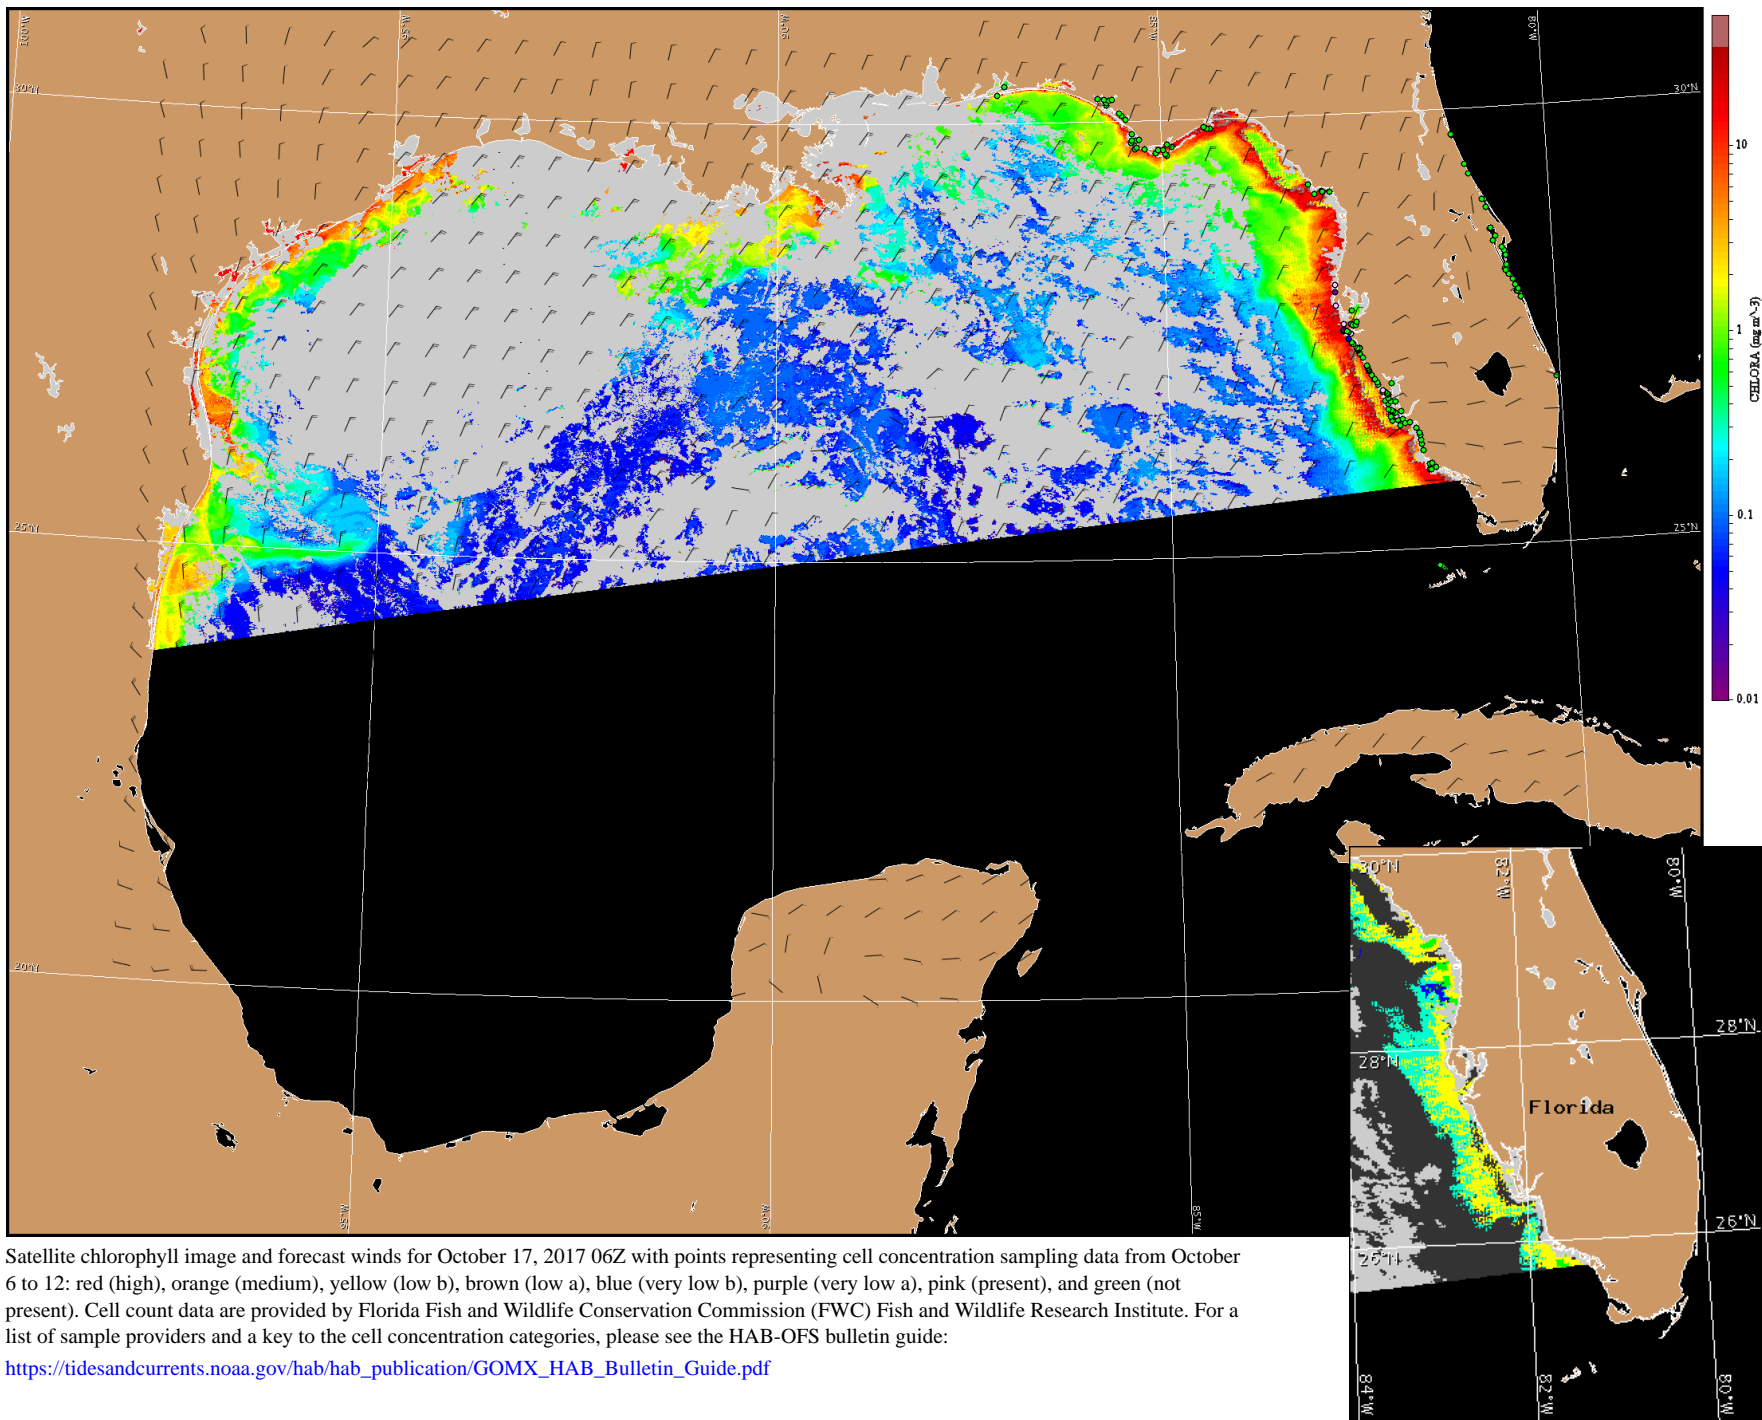 100°W
95°W
90°W
85°W
80°W
30°N
30°N
10
1
CHLORA (mg m^-3)
0.1
0.01
25°N
25°N
20°N
95°W
90°W
85°W
30°N
82°W
80°W
28°N
28°N
Florida
26°N
26°N
84°W
82°W
80°W
Satellite chlorophyll image and forecast winds for October 17, 2017 06Z with points representing cell concentration sampling data from October
6 to 12: red (high), orange (medium), yellow (low b), brown (low a), blue (very low b), purple (very low a), pink (present), and green (not
present). Cell count data are provided by Florida Fish and Wildlife Conservation Commission (FWC) Fish and Wildlife Research Institute. For a
list of sample providers and a key to the cell concentration categories, please see the HAB-OFS bulletin guide:
https://tidesandcurrents.noaa.gov/hab/hab_publication/GOMX_HAB_Bulletin_Guide.pdf